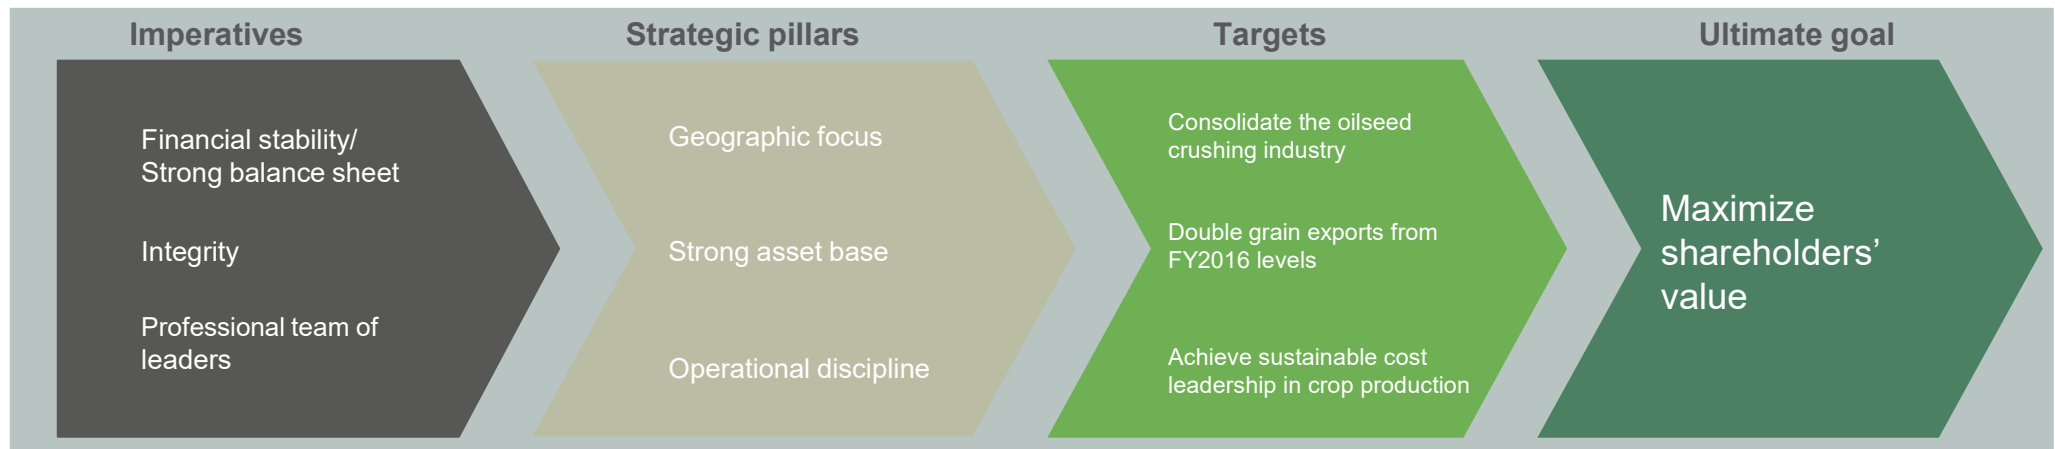 Imperatives
Financial stability/
Strong balance sheet
Integrity
Professional team of
leaders
Strategic pillars
Geographic focus
Strong asset base
Operational discipline
Targets
Consolidate the oilseed
crushing industry
Double grain exports from
FY2016 levels
Achieve sustainable cost
leadership in crop production
Ultimate goal
Maximize
shareholders’
value